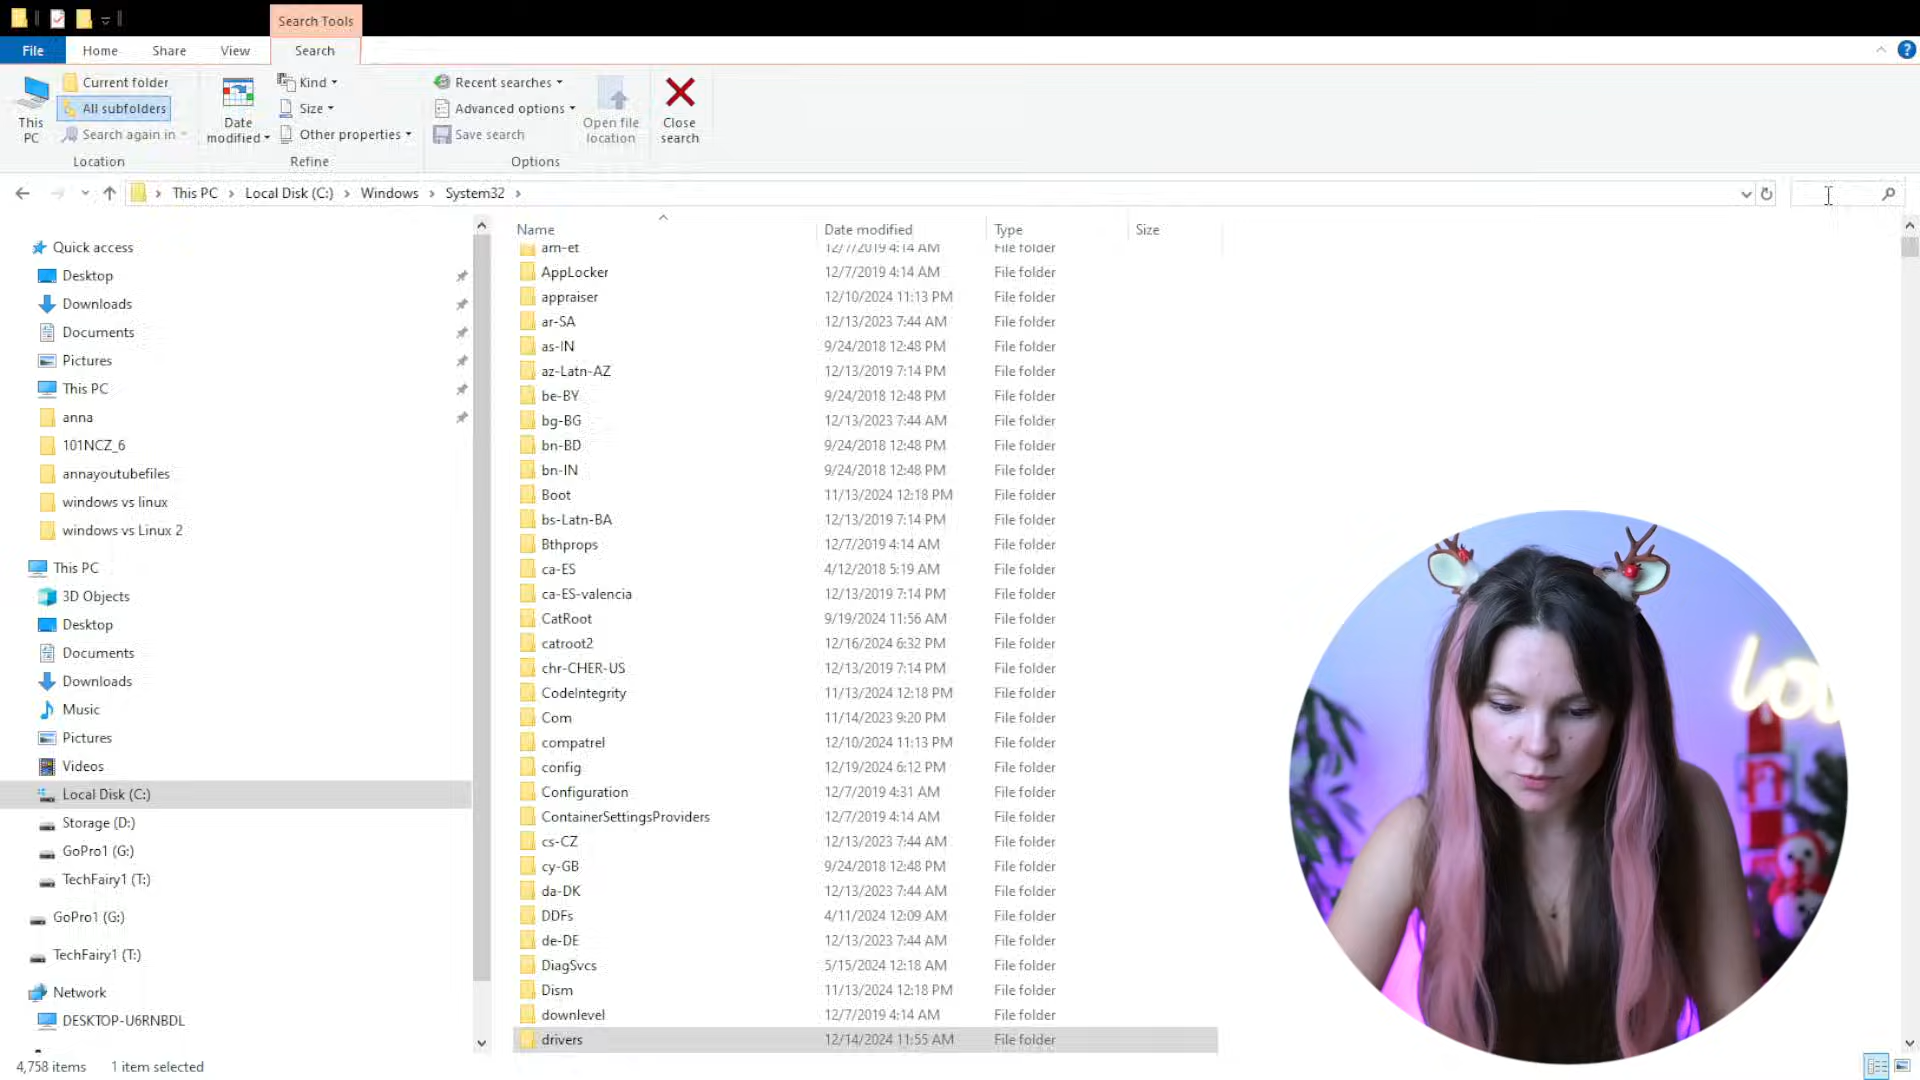 Search Tools
File Home Share View Search
This PC
Current folder
All subfolders
Search again in
Location
Date modified
Kind
Size
Other properties
Refine
Recent searches
Advanced options
Save search
Options
Open file location
Close search
This PC Local Disk (C:) Windows System32
Quick access
Desktop
Downloads
Documents
Pictures
This PC
anna
101NCZ_6
annayoutubefiles
windows vs linux
windows vs Linux 2
This PC
3D Objects
Desktop
Documents
Downloads
Music
Pictures
Videos
Local Disk (C:)
Storage (D:)
GoPro1 (G:)
TechFairy1 (T:)
GoPro1 (G:)
TechFairy1 (T:)
Network
DESKTOP-U6RNBDL
Name Date modified Type Size
am-et 12/7/2019 4:14 AM File folder
AppLocker 12/7/2019 4:14 AM File folder
appraiser 12/10/2024 11:13 PM File folder
ar-SA 12/13/2023 7:44 AM File folder
as-IN 9/24/2018 12:48 PM File folder
az-Latn-AZ 12/13/2019 7:14 PM File folder
be-BY 9/24/2018 12:48 PM File folder
bg-BG 12/13/2023 7:44 AM File folder
bn-BD 9/24/2018 12:48 PM File folder
bn-IN 9/24/2018 12:48 PM File folder
Boot 11/13/2024 12:18 PM File folder
bs-Latn-BA 12/13/2019 7:14 PM File folder
Bthprops 12/7/2019 4:14 AM File folder
ca-ES 4/12/2018 5:19 AM File folder
ca-ES-valencia 12/13/2019 7:14 PM File folder
CatRoot 9/19/2024 11:56 AM File folder
catroot2 12/16/2024 6:32 PM File folder
chr-CHER-US 12/13/2019 7:14 PM File folder
CodeIntegrity 11/13/2024 12:18 PM File folder
Com 11/14/2023 9:20 PM File folder
compatrel 12/10/2024 11:13 PM File folder
config 12/19/2024 6:12 PM File folder
Configuration 12/7/2019 4:31 AM File folder
ContainerSettingsProviders 12/7/2019 4:14 AM File folder
cs-CZ 12/13/2023 7:44 AM File folder
cy-GB 9/24/2018 12:48 PM File folder
da-DK 12/13/2023 7:44 AM File folder
DDFs 4/11/2024 12:09 AM File folder
de-DE 12/13/2023 7:44 AM File folder
DiagSvcs 5/15/2024 12:18 AM File folder
Dism 11/13/2024 12:18 PM File folder
downlevel 12/7/2019 4:14 AM File folder
drivers 12/14/2024 11:55 AM File folder
4,758 items 1 item selected